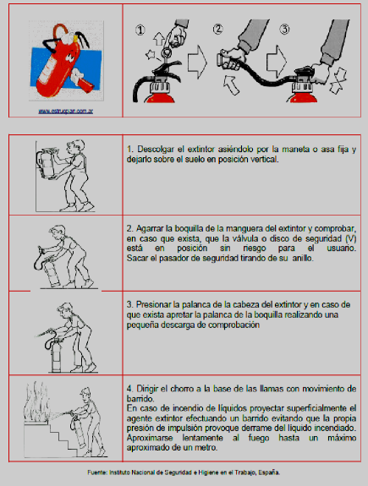 ① ② ③
1. Descolgar el extintor asiéndolo por la maneta o asa fija y
dejarlo sobre el suelo en posición vertical.
2. Agarrar la boquilla de la manguera del extintor y comprobar,
en caso que exista, que la válvula o disco de seguridad (V)
está en posición sin riesgo para el usuario.
Sacar el pasador de seguridad tirando de su anillo.
3. Presionar la palanca de la cabeza del extintor y en caso de
que exista apretar la palanca de la boquilla realizando una
pequeña descarga de comprobación
4. Dirigir el chorro a la base de las llamas con movimiento de
barrido.
En caso de incendio de líquidos proyectar superficialmente el
agente extintor efectuando un barrido evitando que la propia
presión de impulsión provoque derrame del líquido incendiado.
Aproximarse lentamente al fuego hasta un máximo
aproximado de un metro.
Fuente: Instituto Nacional de Seguridad e Higiene en el Trabajo, España.